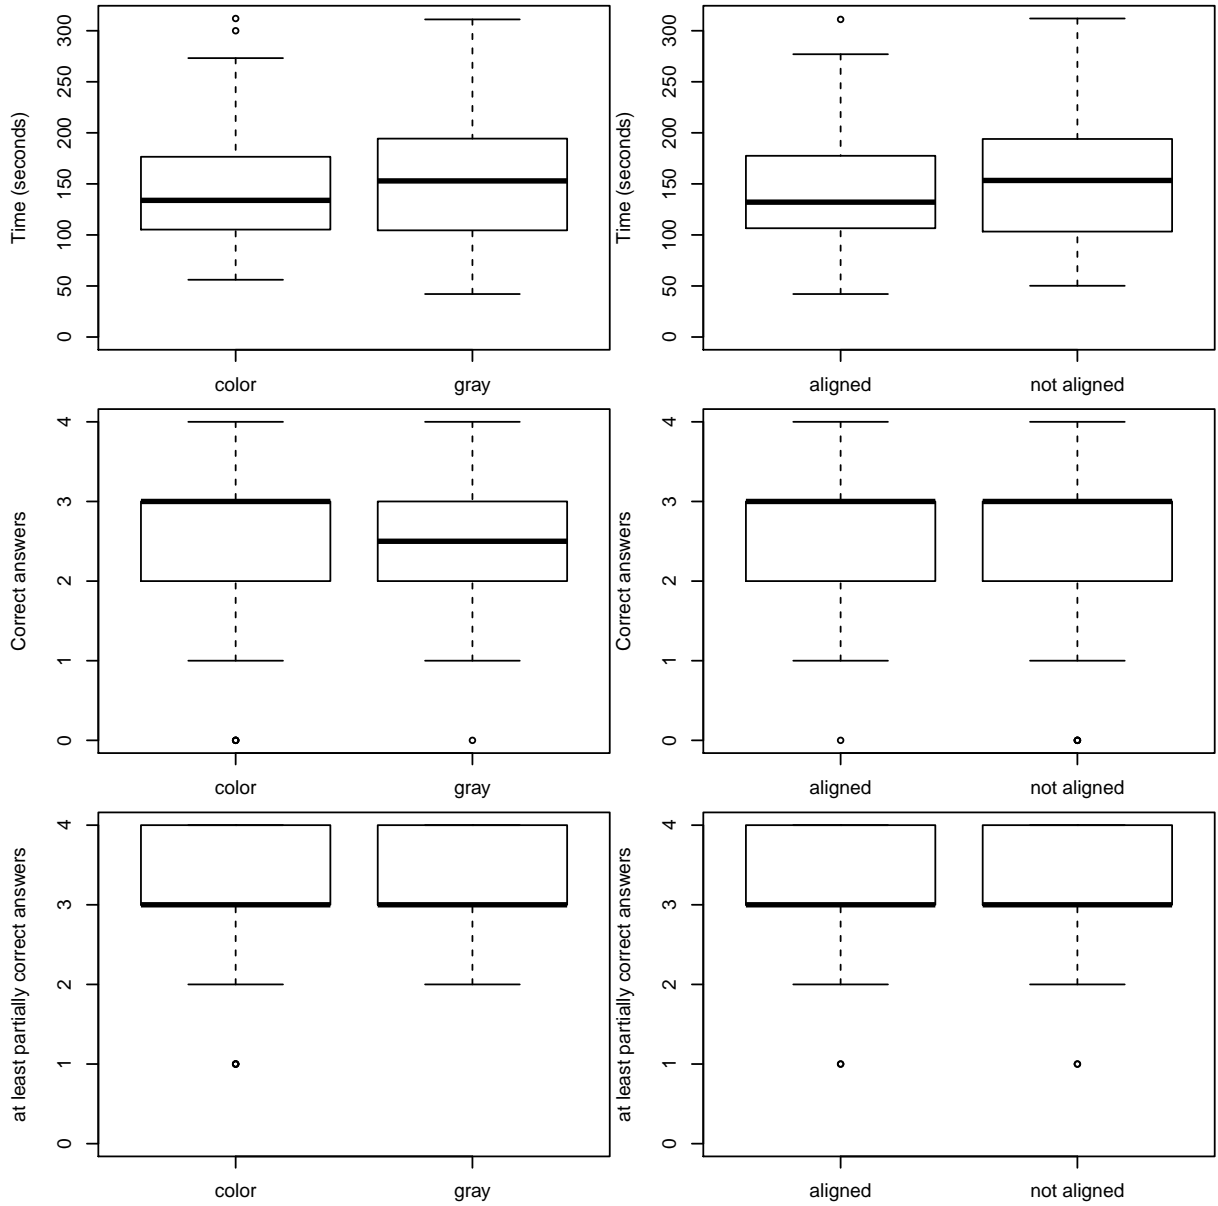 Time (seconds)
0 50 100 150 200 250 300
color gray
Time (seconds)
0 50 100 150 200 250 300
aligned not aligned
Correct answers
0 1 2 3 4
color gray
Correct answers
0 1 2 3 4
aligned not aligned
at least partially correct answers
0 1 2 3 4
color gray
at least partially correct answers
0 1 2 3 4
aligned not aligned